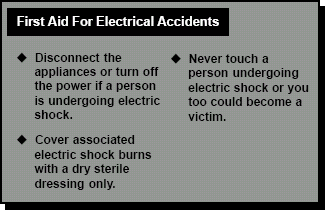 First Aid For Electrical Accidents
◆ Disconnect the
appliances or turn off
the power if a person
is undergoing electric
shock.
◆ Cover associated
electric shock burns
with a dry sterile
dressing only.
◆ Never touch a
person undergoing
electric shock or you
too could become a
victim.